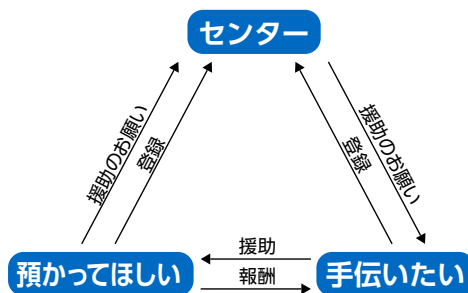 センター
援助のお願い
登録
登録
援助のお願い
援助
報酬
預かってほしい
手伝いたい